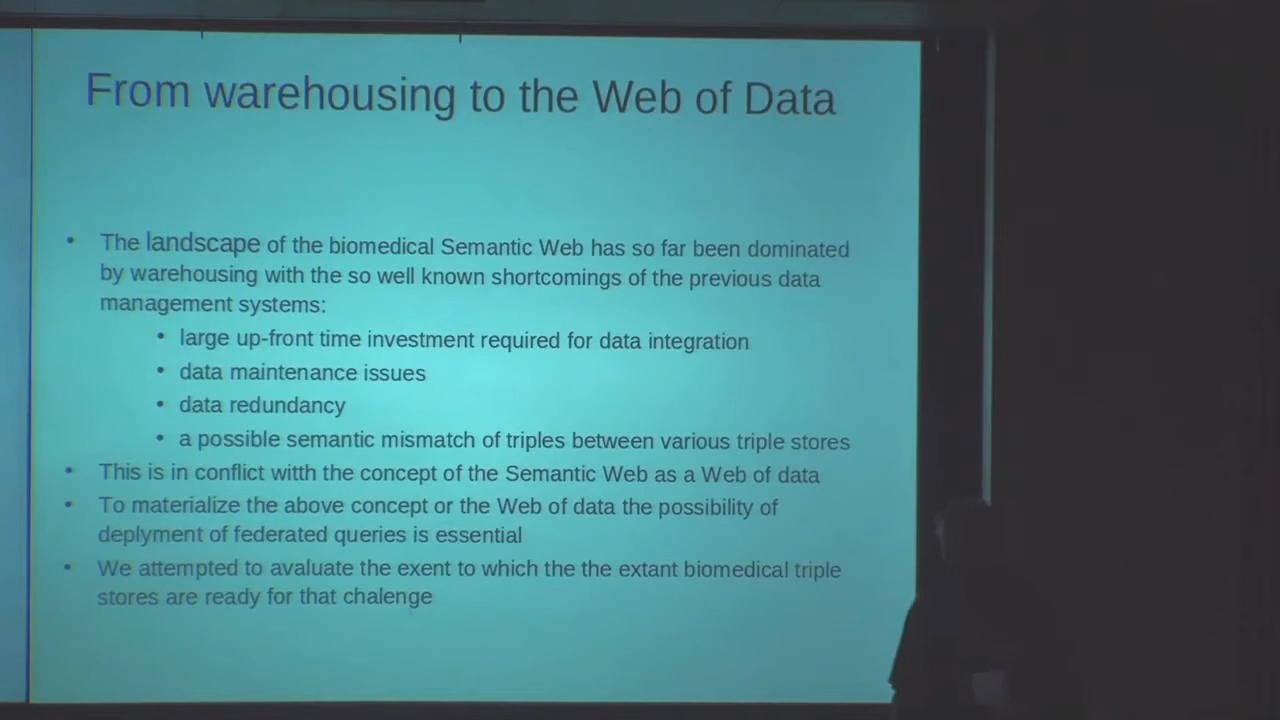 From warehousing to the Web of Data
• The landscape of the biomedical Semantic Web has so far been dominated
by warehousing with the so well known shortcomings of the previous data
management systems:
• large up-front time investment required for data integration
• data maintenance issues
• data redundancy
• a possible semantic mismatch of triples between various triple stores
• This is in conflict witth the concept of the Semantic Web as a Web of data
• To materialize the above concept or the Web of data the possibility of
deplyment of federated queries is essential
• We attempted to avaluate the exent to which the the extant biomedical triple
stores are ready for that chalenge